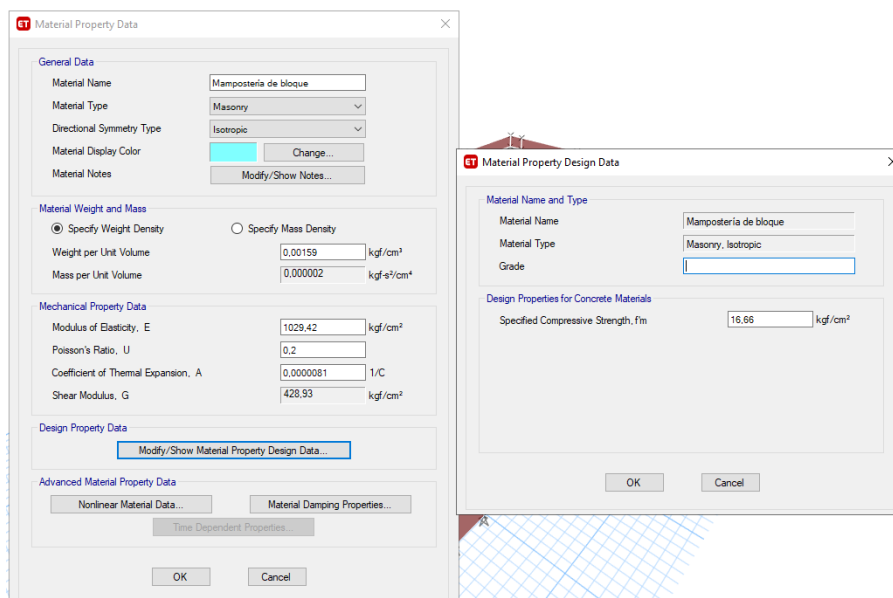 ET Material Property Data
General Data
Material Name Mampostería de bloque
Material Type Masonry
Directional Symmetry Type Isotropic
Material Display Color Change...
Material Notes Modify/Show Notes...
Material Weight and Mass
Specify Weight Density Specify Mass Density
Weight per Unit Volume 0,00159 kgf/cm³
Mass per Unit Volume 0,000002 kgf-s²/cm⁴
Mechanical Property Data
Modulus of Elasticity, E 1029,42 kgf/cm²
Poisson's Ratio, U 0,2
Coefficient of Thermal Expansion, A 0,0000081 1/C
Shear Modulus, G 428,93 kgf/cm²
Design Property Data
Modify/Show Material Property Design Data...
Advanced Material Property Data
Nonlinear Material Data... Material Damping Properties...
Time Dependent Properties...
OK Cancel
ET Material Property Design Data
Material Name and Type
Material Name Mampostería de bloque
Material Type Masonry, Isotropic
Grade
Design Properties for Concrete Materials
Specified Compressive Strength, f'm 16,66 kgf/cm²
OK Cancel